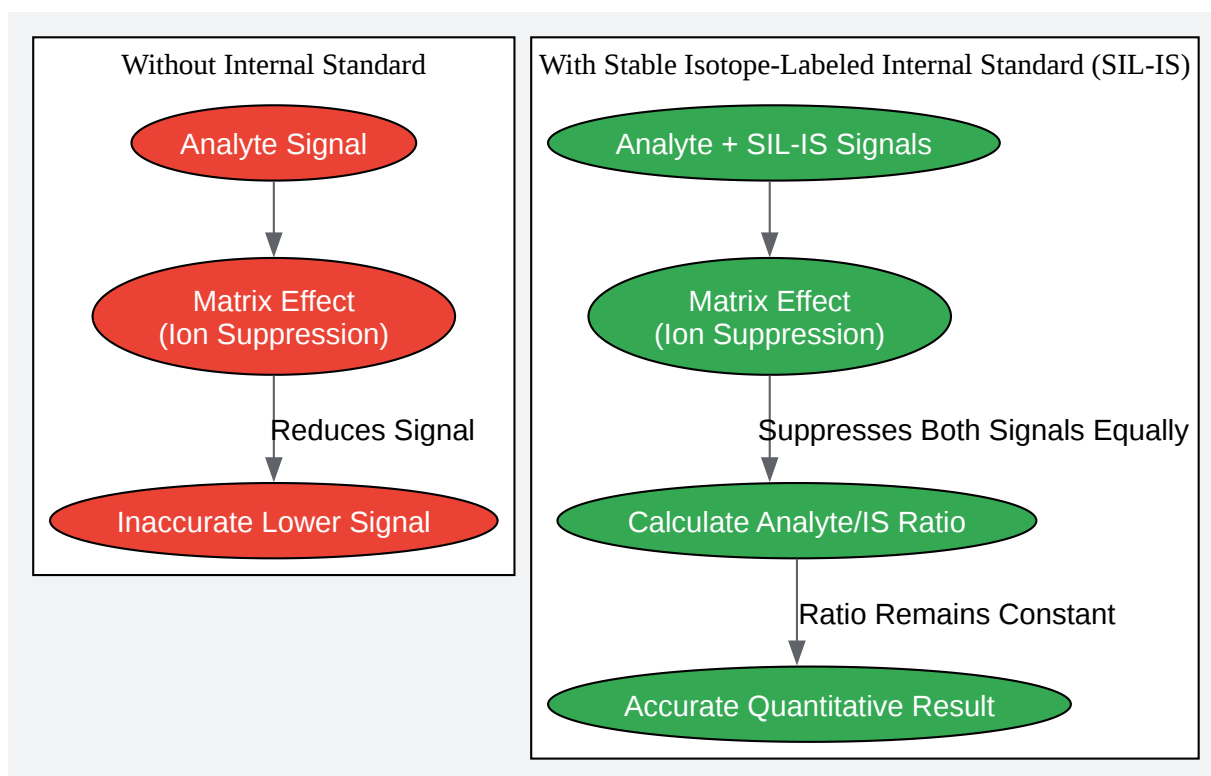 Without Internal Standard
Analyte Signal
Matrix Effect
(Ion Suppression)
Reduces Signal
Inaccurate Lower Signal
With Stable Isotope-Labeled Internal Standard (SIL-IS)
Analyte + SIL-IS Signals
Matrix Effect
(Ion Suppression)
Suppresses Both Signals Equally
Calculate Analyte/IS Ratio
Ratio Remains Constant
Accurate Quantitative Result